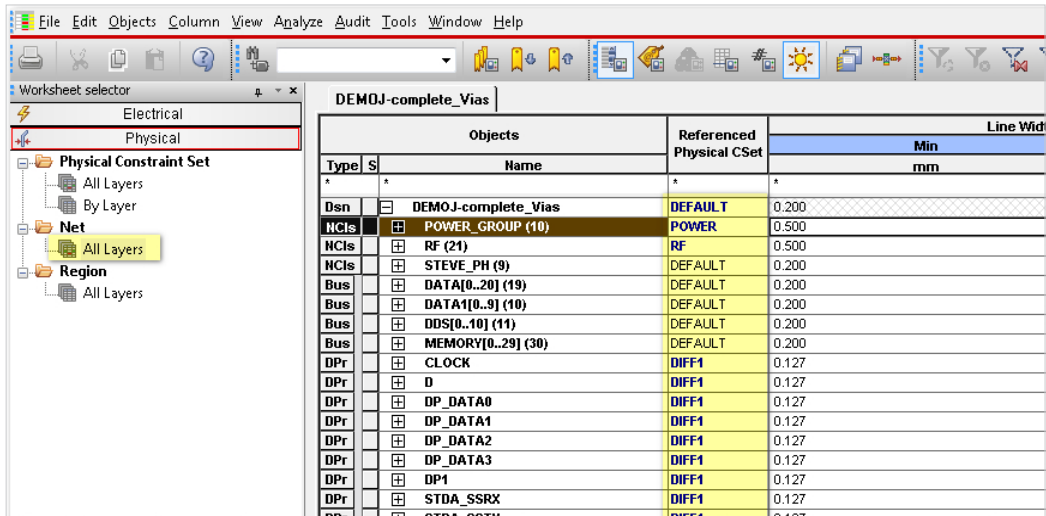 File Edit Objects Column View Analyze Audit Tools Window Help
Worksheet selector
Electrical
Physical
Physical Constraint Set
All Layers
By Layer
Net
All Layers
Region
All Layers
DEMOJ-complete_Vias
Objects Referenced Physical CSet Line Widt
Min
Type S Name mm
* * * *
Dsn DEMOJ-complete_Vias DEFAULT 0.200
NCls POWER_GROUP (10) POWER 0.500
NCls RF (21) RF 0.500
NCls STEVE_PH (9) DEFAULT 0.200
Bus DATA[0..20] (19) DEFAULT 0.200
Bus DATA1[0..9] (10) DEFAULT 0.200
Bus DDS[0..10] (11) DEFAULT 0.200
Bus MEMORY[0..29] (30) DEFAULT 0.200
DPr CLOCK DIFF1 0.127
DPr D DIFF1 0.127
DPr DP_DATA0 DIFF1 0.127
DPr DP_DATA1 DIFF1 0.127
DPr DP_DATA2 DIFF1 0.127
DPr DP_DATA3 DIFF1 0.127
DPr DP1 DIFF1 0.127
DPr STDA_SSRX DIFF1 0.127